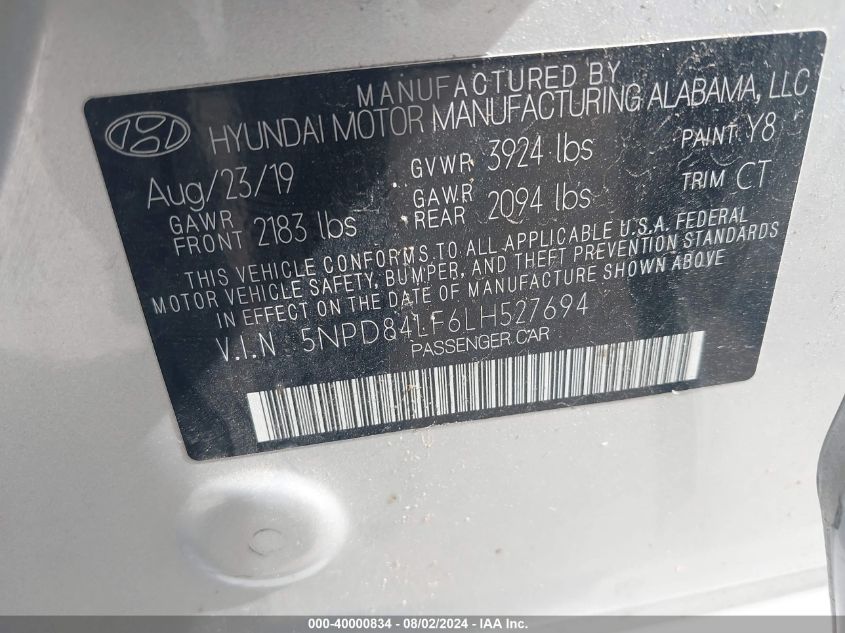 MANUFACTURED BY
HYUNDAI MOTOR MANUFACTURING ALABAMA, LLC
Aug/23/19 GVWR 3924 lbs PAINT Y8
GAWR FRONT 2183 lbs GAWR REAR 2094 lbs TRIM CT
THIS VEHICLE CONFORMS TO ALL APPLICABLE U.S.A. FEDERAL
MOTOR VEHICLE SAFETY, BUMPER, AND THEFT PREVENTION STANDARDS
IN EFFECT ON THE DATE OF MANUFACTURE SHOWN ABOVE
V.I.N 5NPD84LF6LH527694
PASSENGER CAR
000-40000834 - 08/02/2024 - IAA Inc.